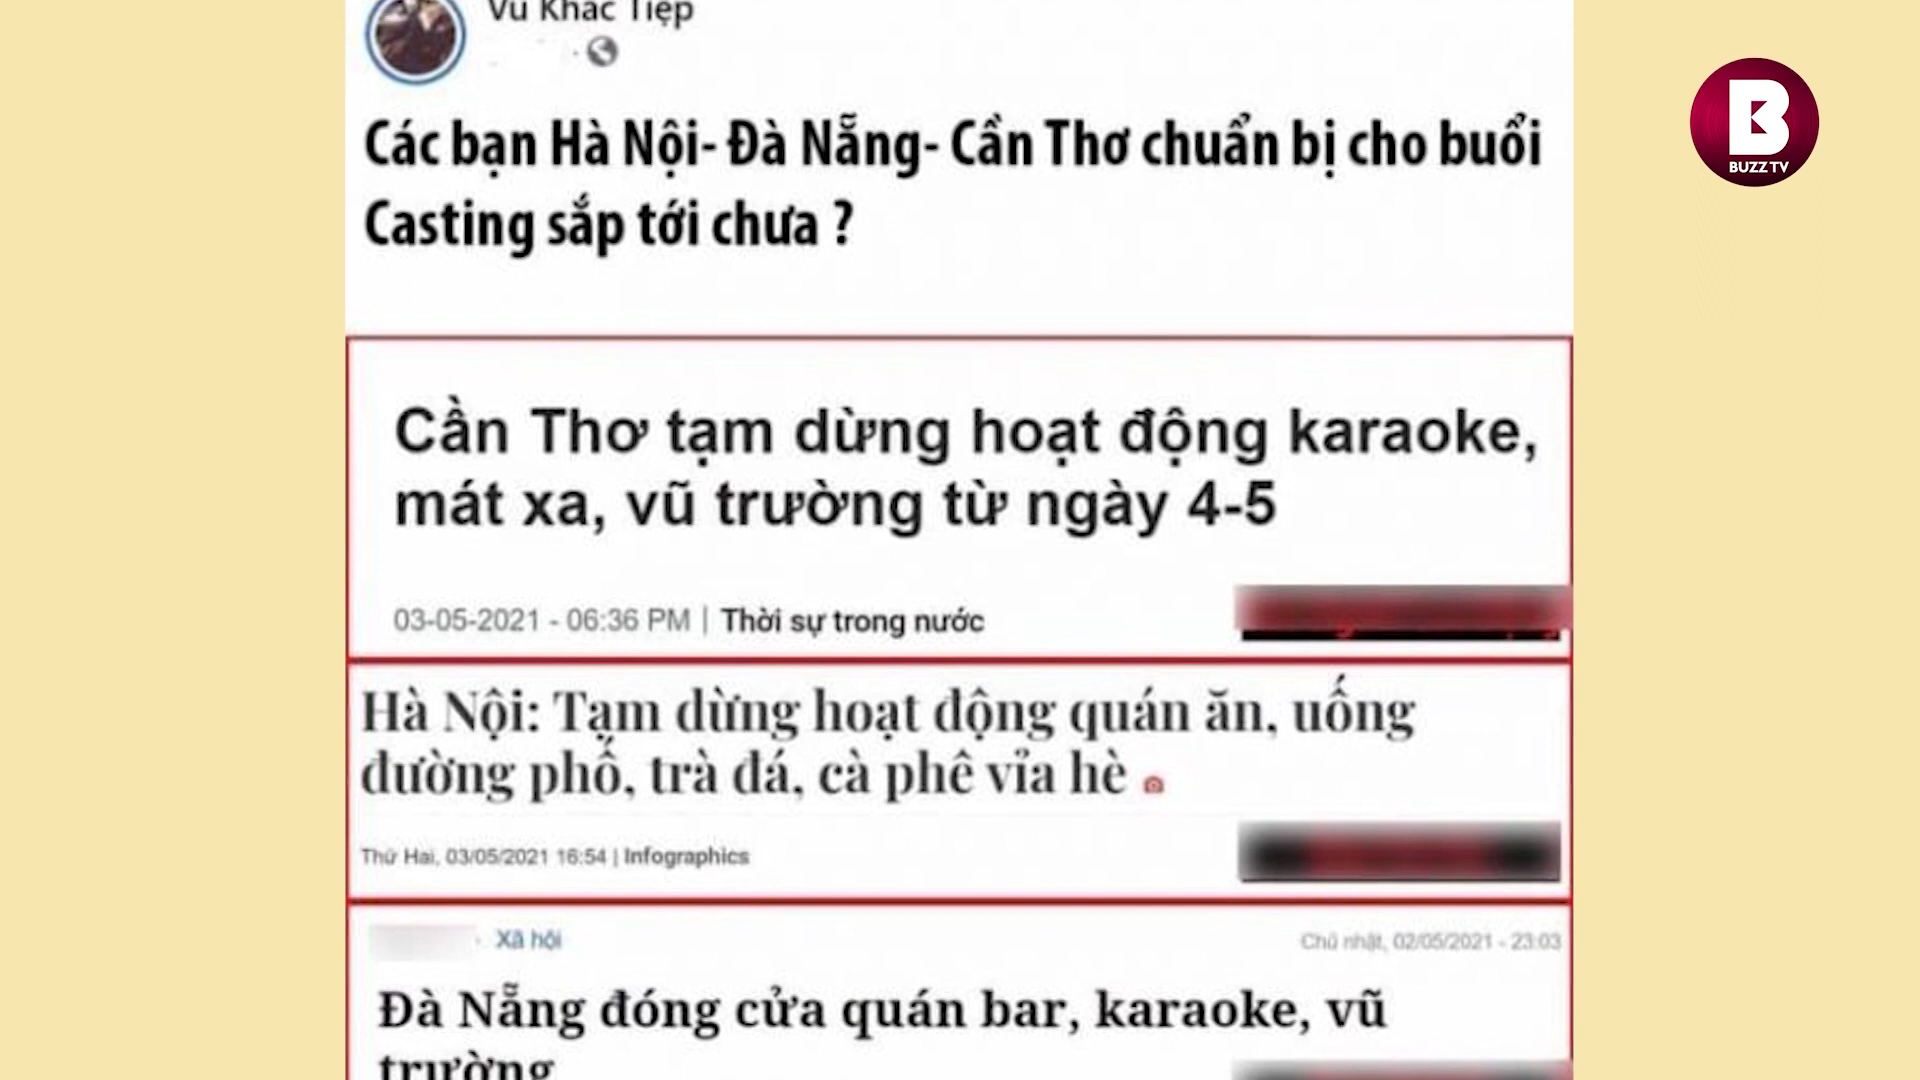 Vũ Khắc Tiệp
Các bạn Hà Nội- Đà Nẵng- Cần Thơ chuẩn bị cho buổi
Casting sắp tới chưa ?
BUZZ TV
Cần Thơ tạm dừng hoạt động karaoke,
mát xa, vũ trường từ ngày 4-5
03-05-2021 - 06:36 PM | Thời sự trong nước
Hà Nội: Tạm dừng hoạt động quán ăn, uống
đường phố, trà đá, cà phê vỉa hè
Thứ Hai, 03/05/2021 16:54 | Infographics
Xã hội
Chủ nhật, 02/05/2021 - 23:03
Đà Nẵng đóng cửa quán bar, karaoke, vũ
trường